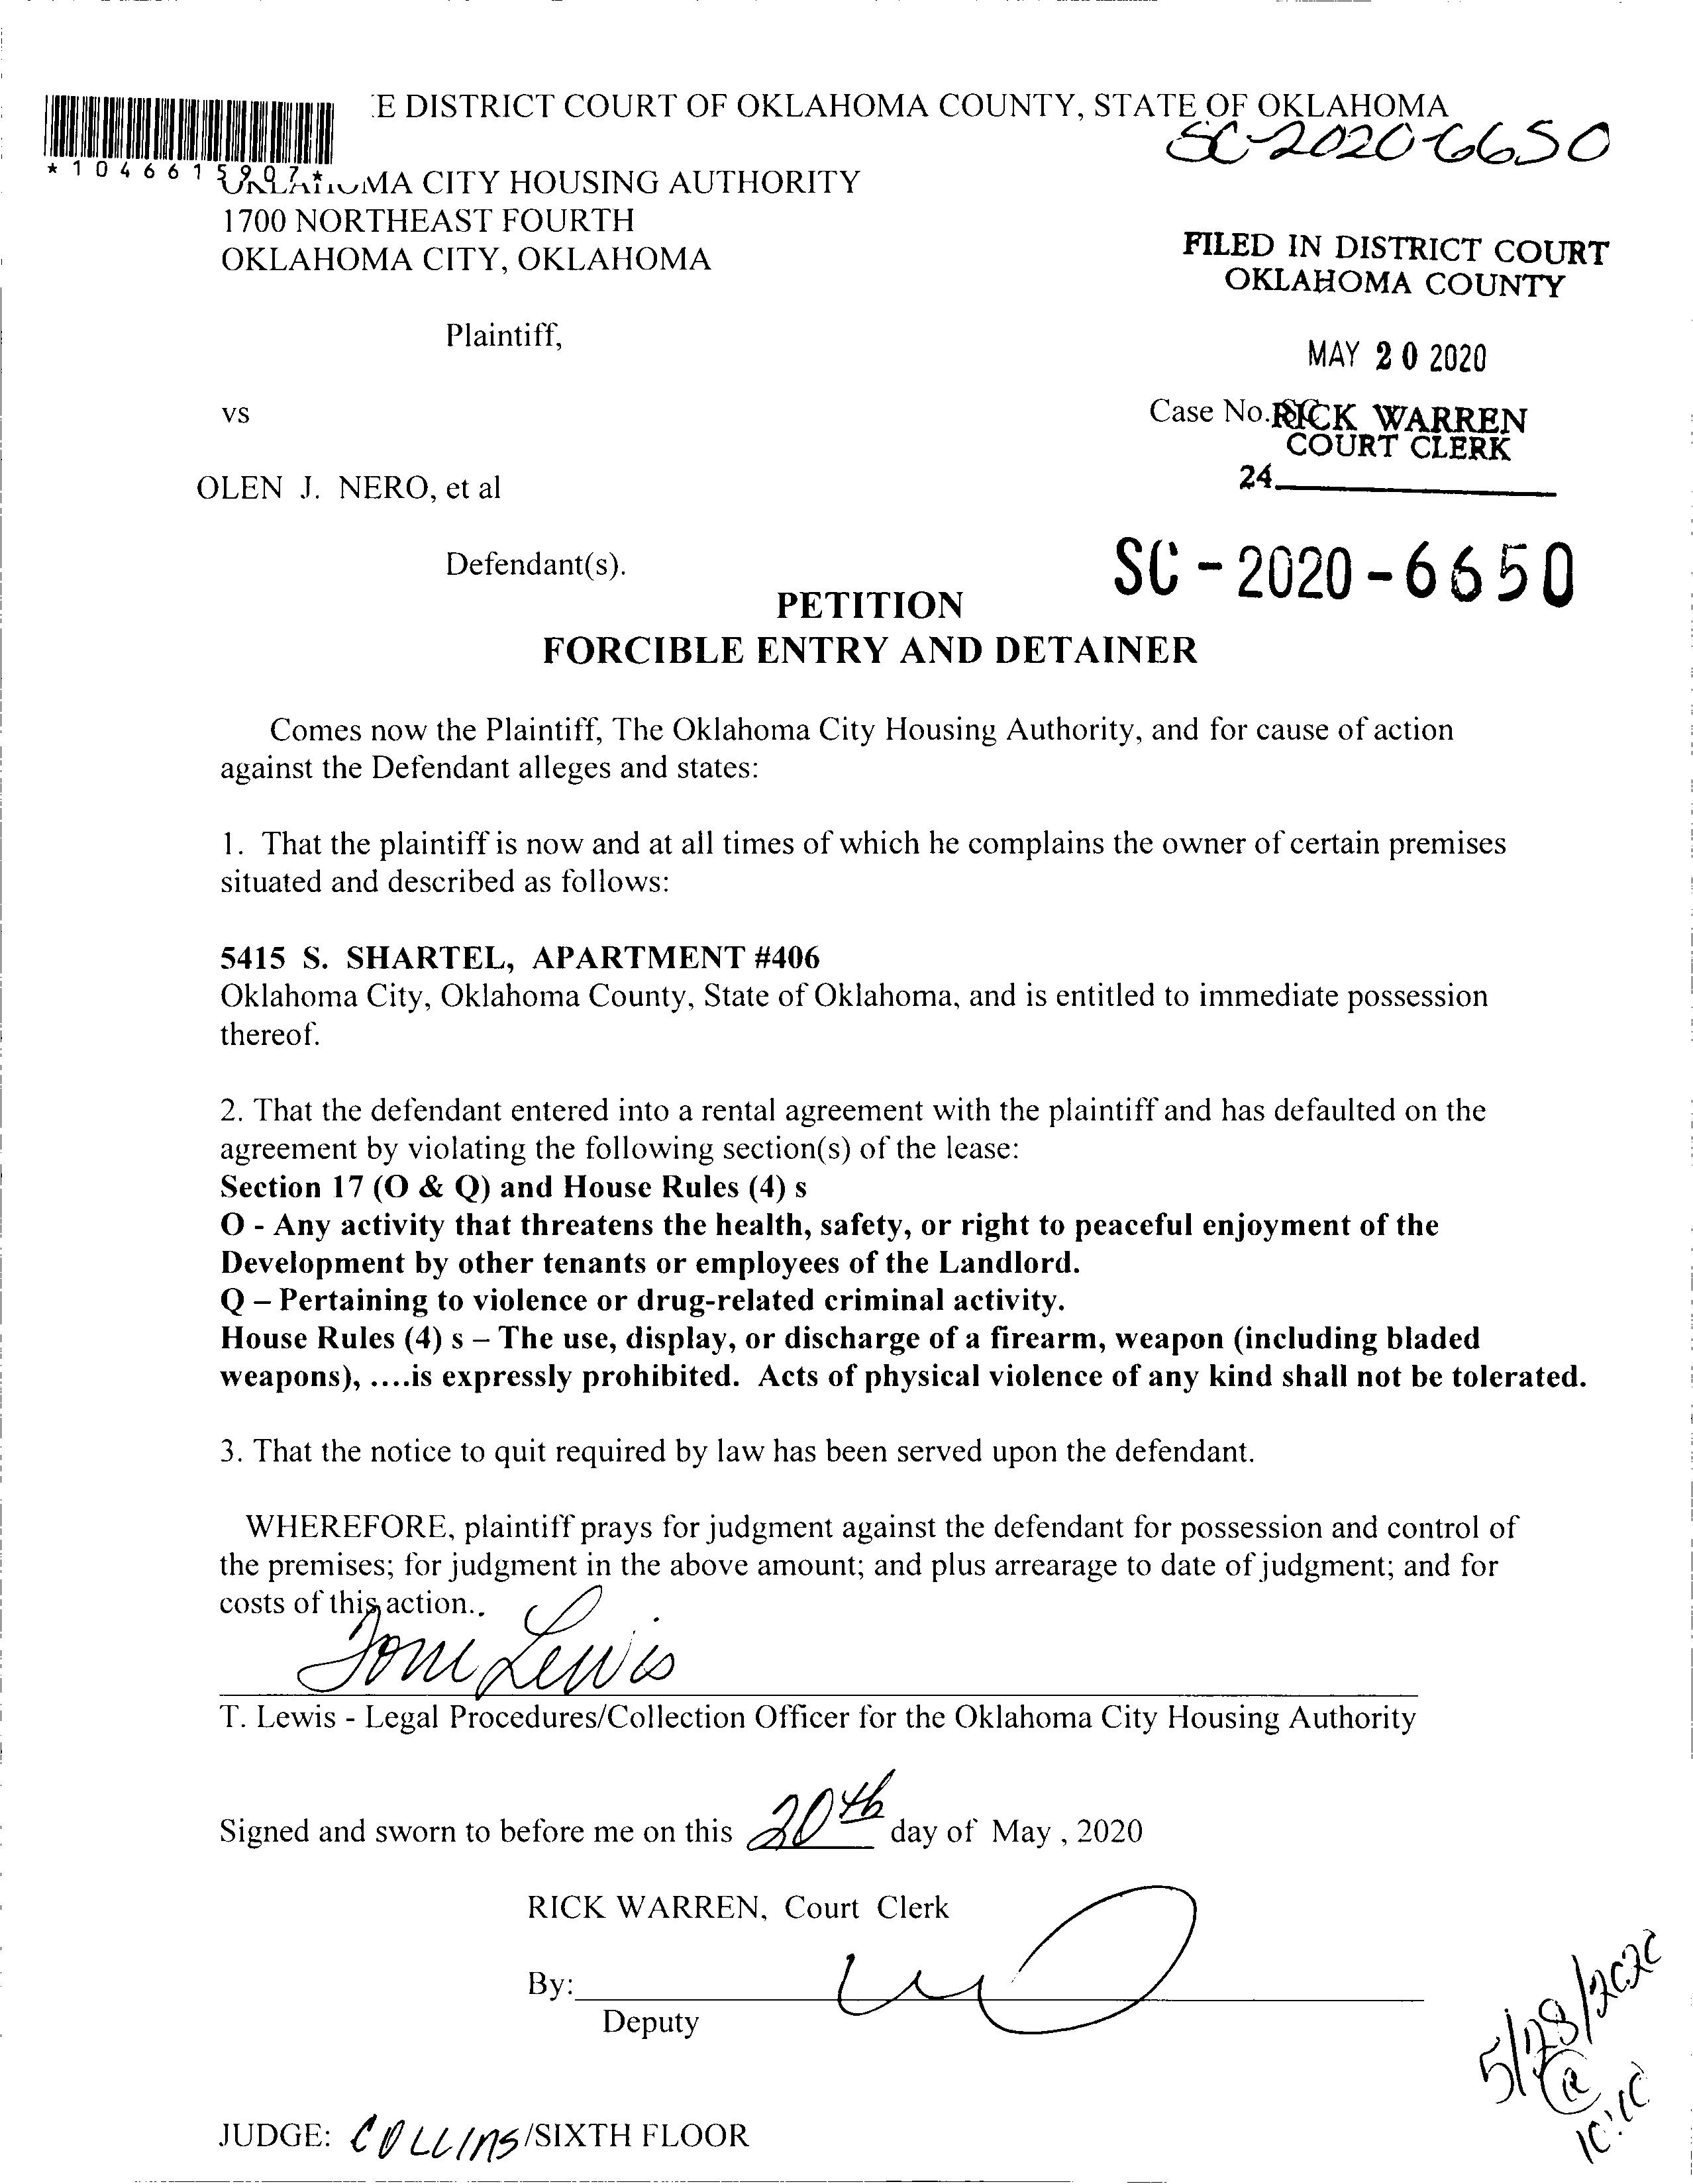 E DISTRICT COURT OF OKLAHOMA COUNTY, STATE OF OKLAHOMA
SC-2020-6650
*1046615907*
OKLAHOMA CITY HOUSING AUTHORITY
1700 NORTHEAST FOURTH
OKLAHOMA CITY, OKLAHOMA
FILED IN DISTRICT COURT
OKLAHOMA COUNTY
Plaintiff,
MAY 20 2020
vs
Case No. SC
RICK WARREN
COURT CLERK
24
OLEN J. NERO, et al
Defendant(s).
SC-2020-6650
PETITION
FORCIBLE ENTRY AND DETAINER
Comes now the Plaintiff, The Oklahoma City Housing Authority, and for cause of action
against the Defendant alleges and states:
1. That the plaintiff is now and at all times of which he complains the owner of certain premises
situated and described as follows:
5415 S. SHARTEL, APARTMENT #406
Oklahoma City, Oklahoma County, State of Oklahoma, and is entitled to immediate possession
thereof.
2. That the defendant entered into a rental agreement with the plaintiff and has defaulted on the
agreement by violating the following section(s) of the lease:
Section 17 (O & Q) and House Rules (4) s
O - Any activity that threatens the health, safety, or right to peaceful enjoyment of the
Development by other tenants or employees of the Landlord.
Q – Pertaining to violence or drug-related criminal activity.
House Rules (4) s – The use, display, or discharge of a firearm, weapon (including bladed
weapons), ....is expressly prohibited. Acts of physical violence of any kind shall not be tolerated.
3. That the notice to quit required by law has been served upon the defendant.
WHEREFORE, plaintiff prays for judgment against the defendant for possession and control of
the premises; for judgment in the above amount; and plus arrearage to date of judgment; and for
costs of this action..
Toni Lewis
T. Lewis - Legal Procedures/Collection Officer for the Oklahoma City Housing Authority
Signed and sworn to before me on this 20th day of May , 2020
RICK WARREN, Court Clerk
By:
Deputy
5/28/2020
@
10:10
JUDGE: COLLINS/SIXTH FLOOR